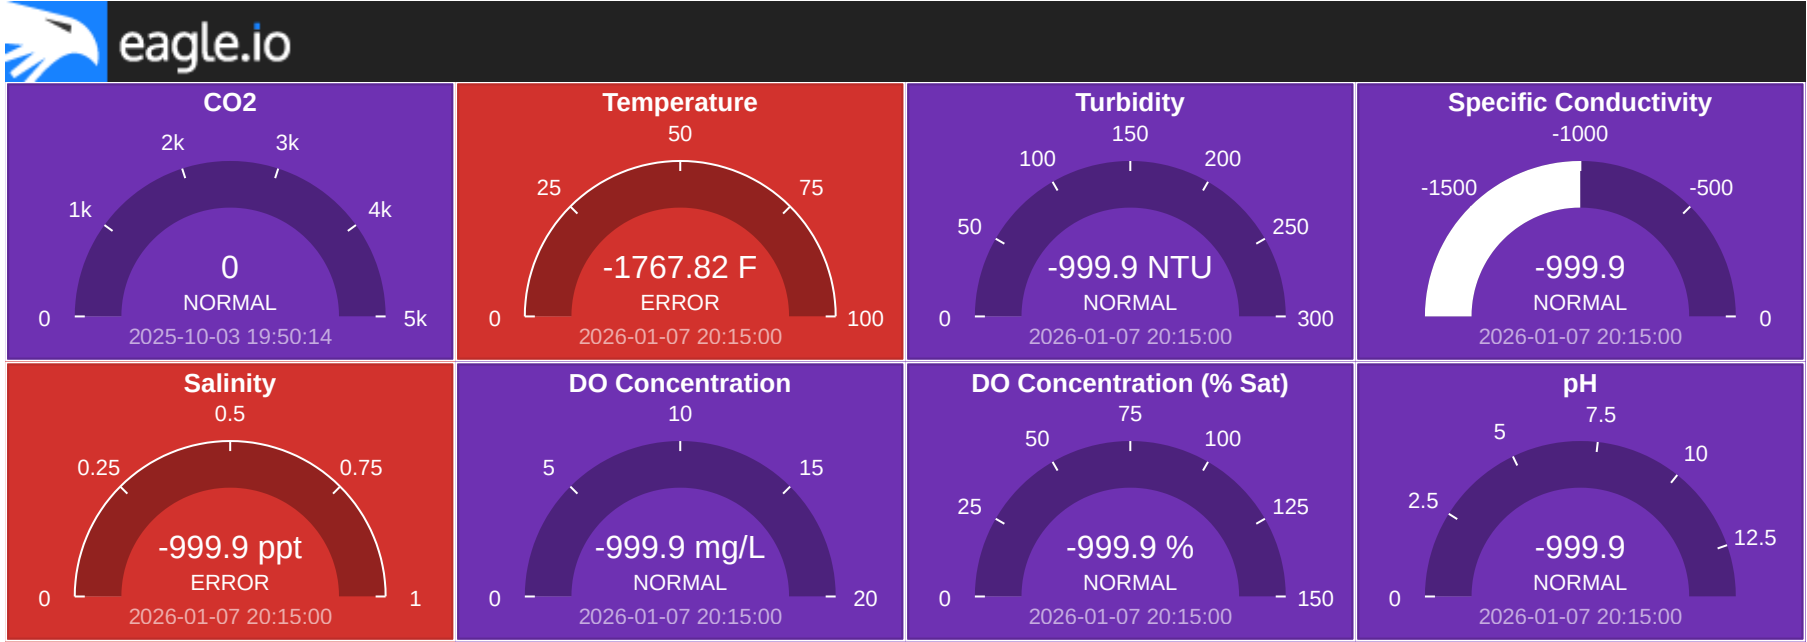 eagle.io
CO2
2k
3k
1k
4k
0
NORMAL
0
5k
2025-10-03 19:50:14
Temperature
50
25
75
-1767.82 F
ERROR
0
100
2026-01-07 20:15:00
Turbidity
150
100
200
50
250
-999.9 NTU
NORMAL
0
300
2026-01-07 20:15:00
Specific Conductivity
-1000
-1500
-500
-999.9
NORMAL
0
2026-01-07 20:15:00
Salinity
0.5
0.25
0.75
-999.9 ppt
ERROR
0
1
2026-01-07 20:15:00
DO Concentration
10
5
15
-999.9 mg/L
NORMAL
0
20
2026-01-07 20:15:00
DO Concentration (% Sat)
75
50
100
25
125
-999.9 %
NORMAL
0
150
2026-01-07 20:15:00
pH
7.5
5
10
2.5
12.5
-999.9
NORMAL
0
2026-01-07 20:15:00